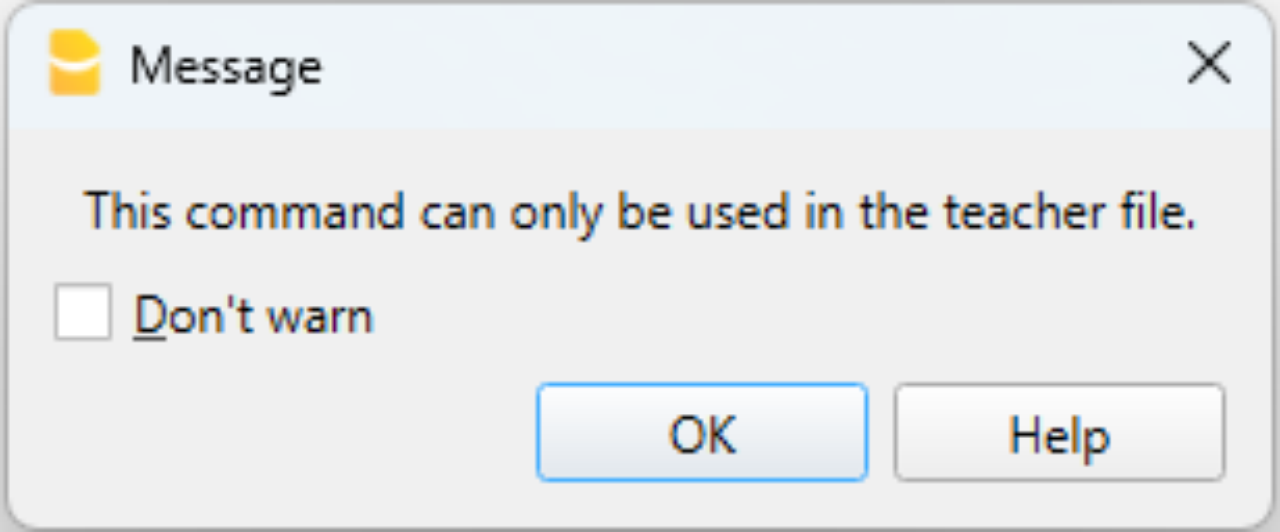 Message
This command can only be used in the teacher file.
Don't warn
OK
Help